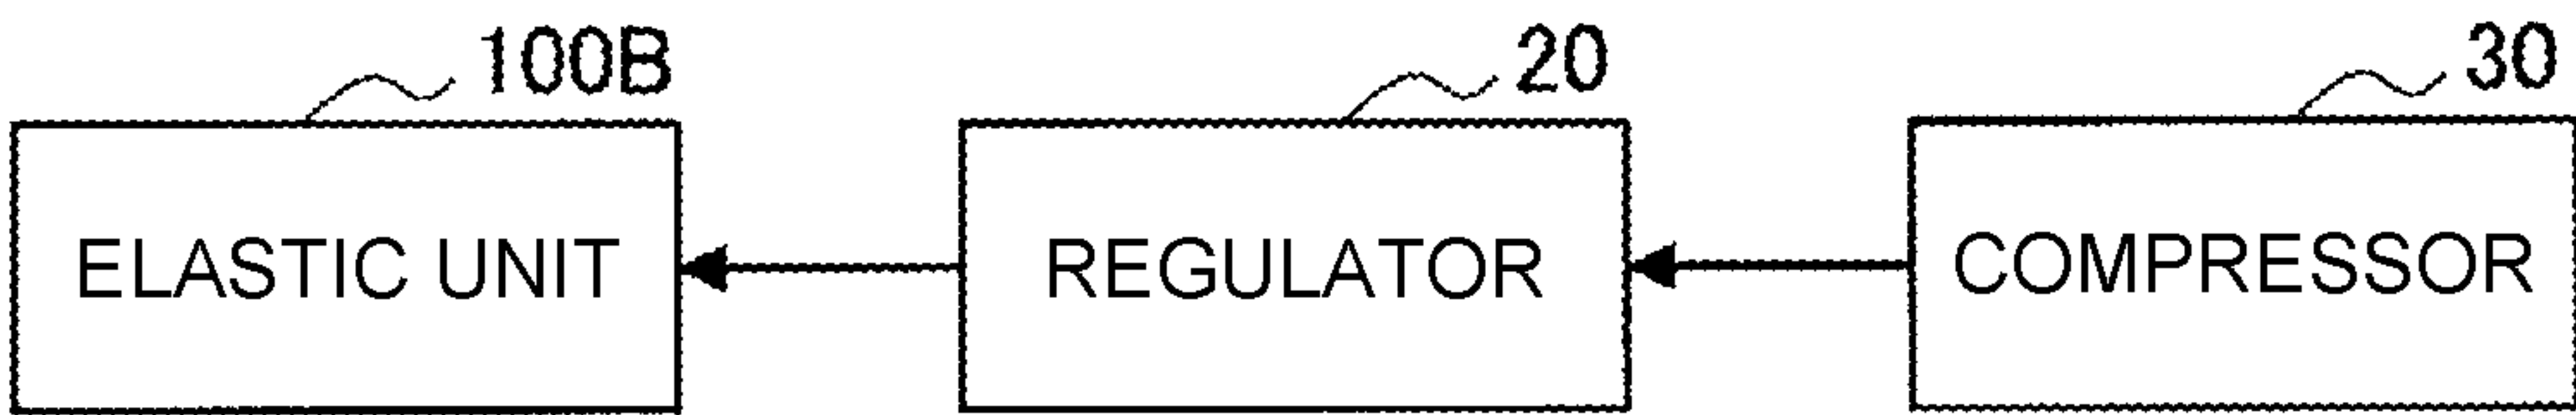 100B
20
30
ELASTIC UNIT
REGULATOR
COMPRESSOR